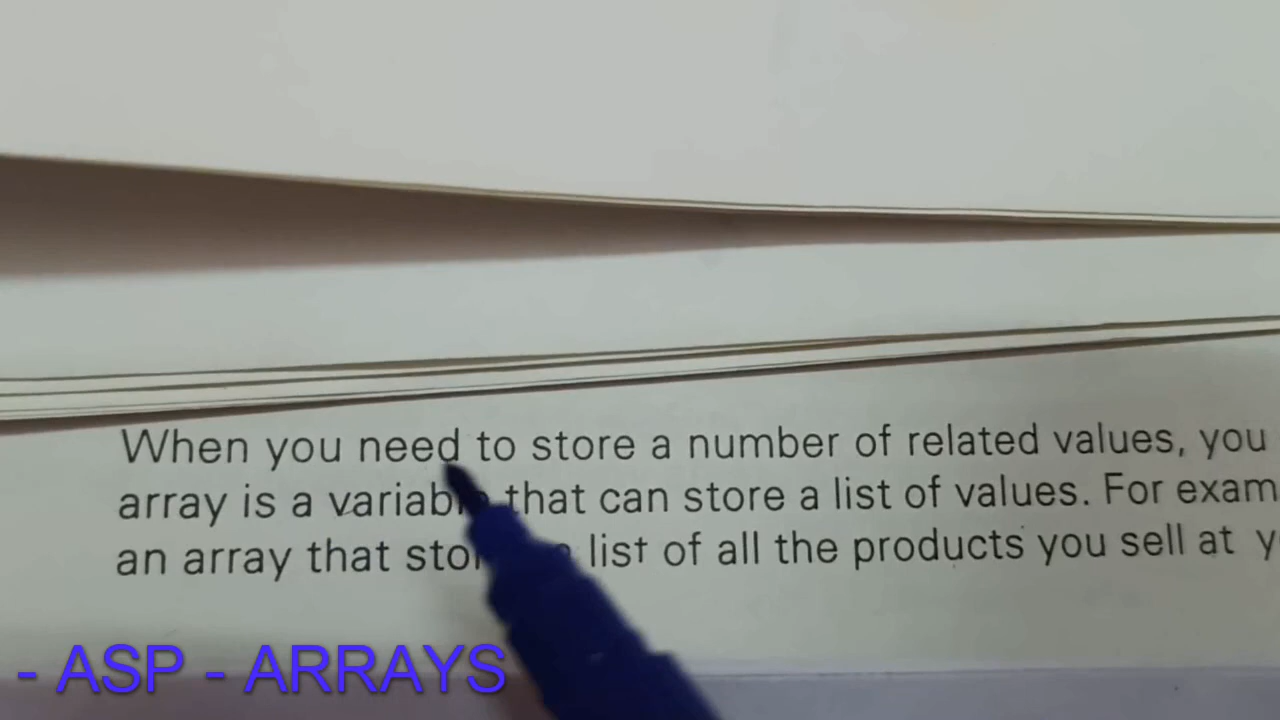 When you need to store a number of related values, you
array is a variable that can store a list of values. For exam
an array that sto list of all the products you sell at y
- ASP - ARRAYS